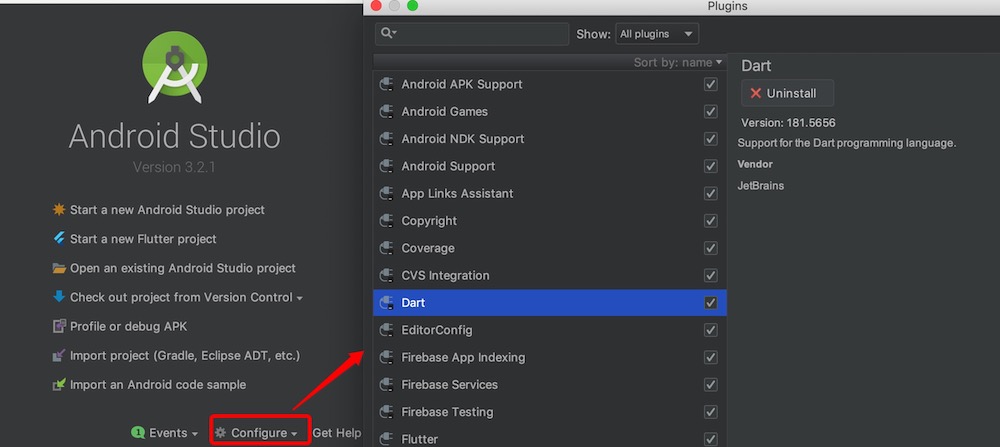 Android Studio
Version 3.2.1
Start a new Android Studio project
Start a new Flutter project
Open an existing Android Studio project
Check out project from Version Control
Profile or debug APK
Import project (Gradle, Eclipse ADT, etc.)
Import an Android code sample
1 Events
Configure
Get Help
Plugins
Show: All plugins
Sort by: name
Android APK Support
Android Games
Android NDK Support
Android Support
App Links Assistant
Copyright
Coverage
CVS Integration
Dart
EditorConfig
Firebase App Indexing
Firebase Services
Firebase Testing
Flutter
Dart
Uninstall
Version: 181.5656
Support for the Dart programming language.
Vendor
JetBrains